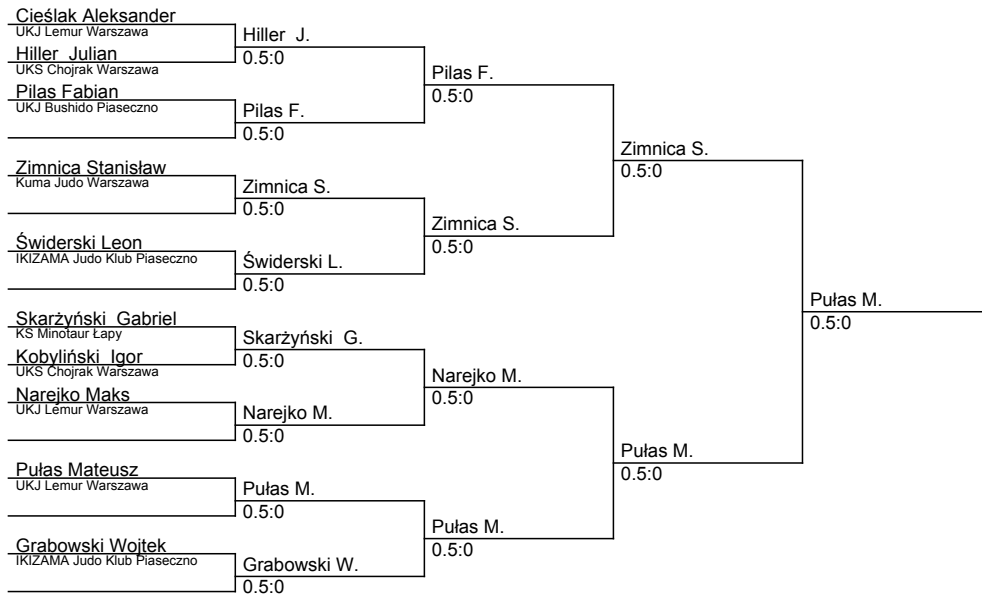 Cieślak Aleksander
UKJ Lemur Warszawa
Hiller  Julian
UKS Chojrak Warszawa
Pilas Fabian
UKJ Bushido Piaseczno
Zimnica Stanisław
Kuma Judo Warszawa
Świderski Leon
IKIZAMA Judo Klub Piaseczno
Skarżyński  Gabriel
KS Minotaur Łapy
Kobyliński  Igor
UKS Chojrak Warszawa
Narejko Maks
UKJ Lemur Warszawa
Pułas Mateusz
UKJ Lemur Warszawa
Grabowski Wojtek
IKIZAMA Judo Klub Piaseczno
Hiller  J.
0.5:0
Pilas F.
0.5:0
Zimnica S.
0.5:0
Świderski L.
0.5:0
Skarżyński  G.
0.5:0
Narejko M.
0.5:0
Pułas M.
0.5:0
Grabowski W.
0.5:0
Pilas F.
0.5:0
Zimnica S.
0.5:0
Narejko M.
0.5:0
Pułas M.
0.5:0
Zimnica S.
0.5:0
Pułas M.
0.5:0
Pułas M.
0.5:0